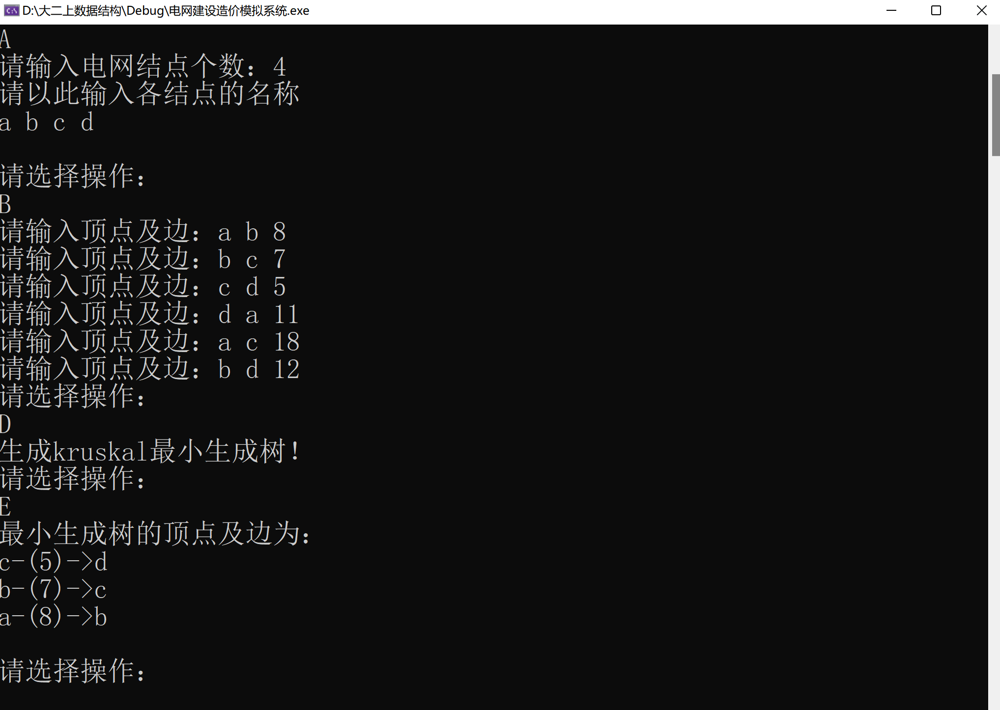 D:\大二上数据结构\Debug\电网建设造价模拟系统.exe
A
请输入电网结点个数：4
请以此输入各结点的名称
a b c d
请选择操作：
B
请输入顶点及边：a b 8
请输入顶点及边：b c 7
请输入顶点及边：c d 5
请输入顶点及边：d a 11
请输入顶点及边：a c 18
请输入顶点及边：b d 12
请选择操作：
D
生成kruskal最小生成树！
请选择操作：
E
最小生成树的顶点及边为：
c-(5)->d
b-(7)->c
a-(8)->b
请选择操作：